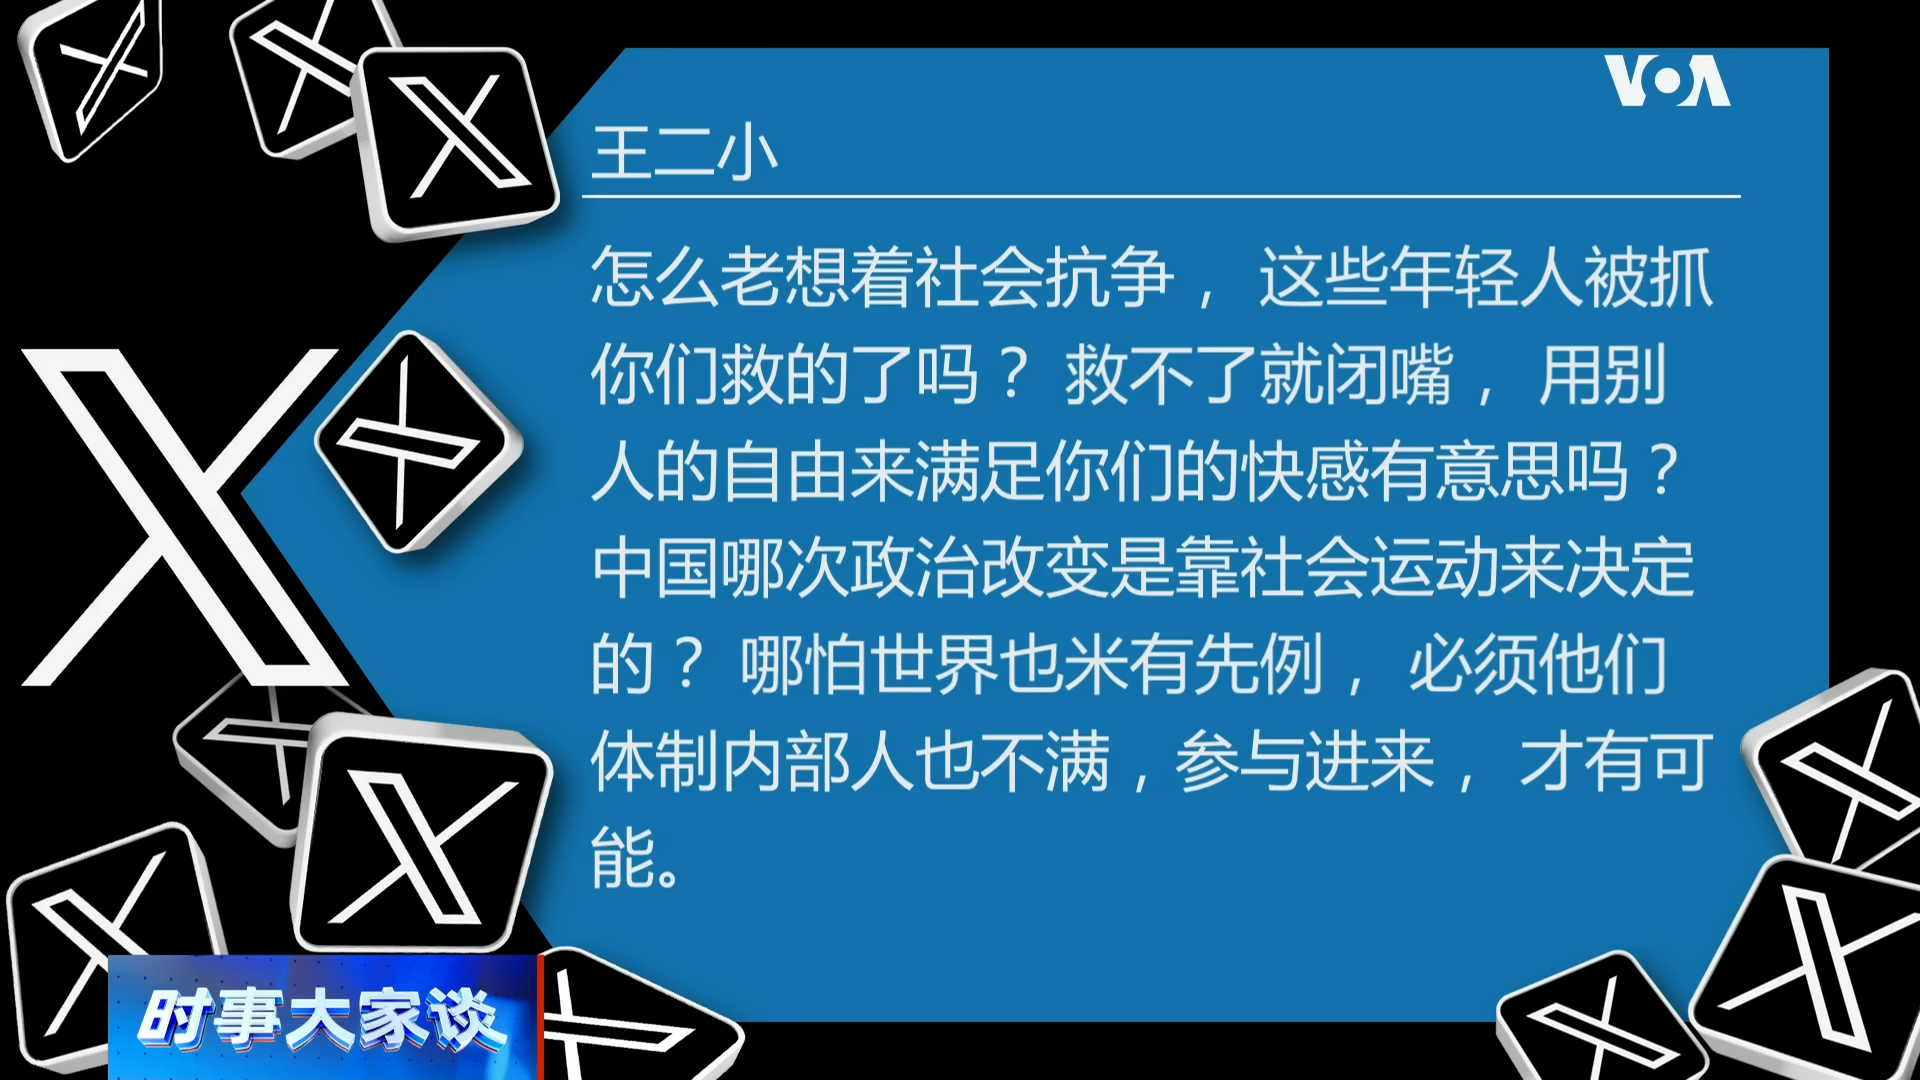 VOA
王二小
怎么老想着社会抗争， 这些年轻人被抓
你们救的了吗？ 救不了就闭嘴， 用别
人的自由来满足你们的快感有意思吗？
中国哪次政治改变是靠社会运动来决定
的？ 哪怕世界也米有先例， 必须他们
体制内部人也不满，参与进来， 才有可
能。
时事大家谈